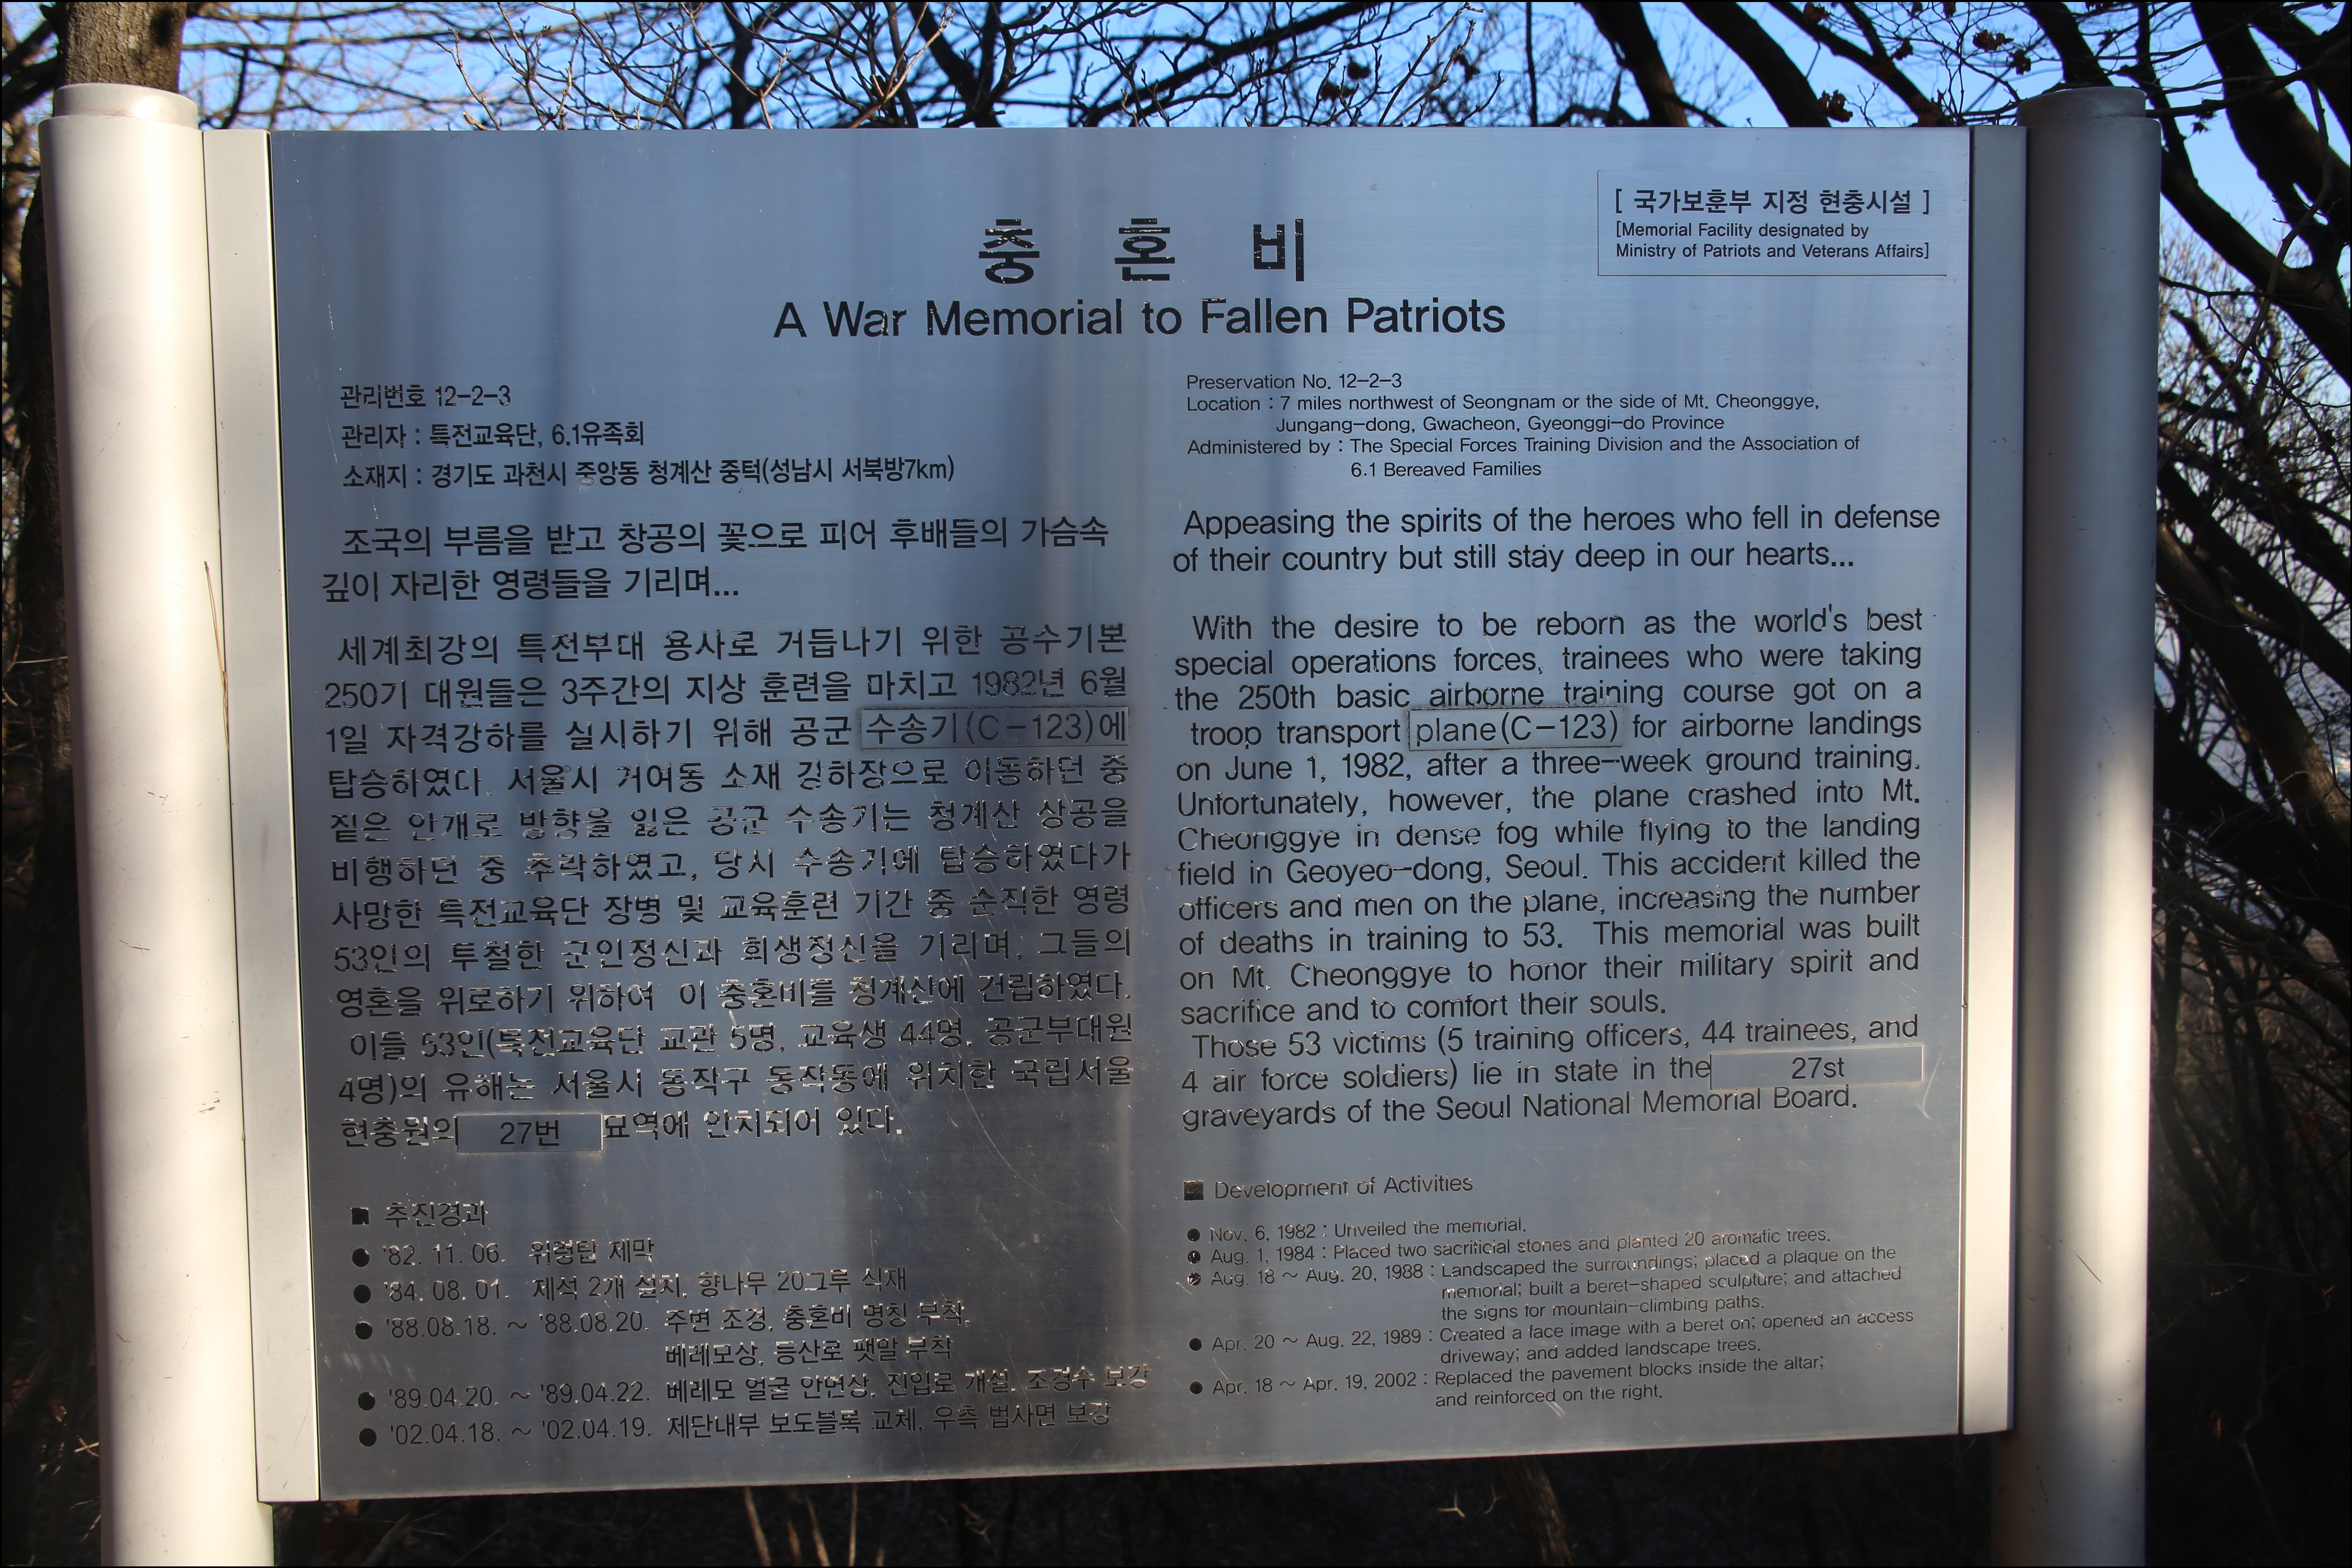 [ 국가보훈부 지정 현충시설 ]
[Memorial Facility designated by
Ministry of Patriots and Veterans Affairs]
충 혼 비
A War Memorial to Fallen Patriots
관리번호 12-2-3
관리자 : 특전교육단, 6.1유족회
소재지 : 경기도 과천시 중앙동 청계산 중턱(성남시 서북방7km)
조국의 부름을 받고 창공의 꽃으로 피어 후배들의 가슴속
깊이 자리한 영령들을 기리며...
세계최강의 특전부대 용사로 거듭나기 위한 공수기본
250기 대원들은 3주간의 지상 훈련을 마치고 1982년 6월
1일 자격강하를 실시하기 위해 공군 수송기(C-123)에
탑승하였다. 서울시 거여동 소재 강하장으로 이동하던 중
짙은 안개로 방향을 잃은 공군 수송기는 청계산 상공을
비행하던 중 추락하였고, 당시 수송기에 탑승하였다가
사망한 특전교육단 장병 및 교육훈련 기간 중 순직한 영령
53인의 투철한 군인정신과 희생정신을 기리며, 그들의
영혼을 위로하기 위하여 이 충혼비를 청계산에 건립하였다.
이들 53인(특전교육단 교관 5명, 교육생 44명, 공군부대원
4명)의 유해는 서울시 동작구 동작동에 위치한 국립서울
현충원의 27번 묘역에 안치되어 있다.
■ 추진경과
● '82. 11. 06. 위령탑 제막
● '84. 08. 01. 제석 2개 설치, 향나무 20그루 식재
● '88.08.18. ~ '88.08.20. 주변 조경, 충혼비 명칭 부착,
베레모상, 등산로 팻말 부착
● '89.04.20. ~ '89.04.22. 베레모 얼굴 안면상, 진입로 개설, 조경수 보강
● '02.04.18. ~ '02.04.19. 제단내부 보도블록 교체, 우측 법사면 보강
Preservation No. 12-2-3
Location : 7 miles northwest of Seongnam or the side of Mt. Cheonggye,
Jungang-dong, Gwacheon, Gyeonggi-do Province
Administered by : The Special Forces Training Division and the Association of
6.1 Bereaved Families
Appeasing the spirits of the heroes who fell in defense
of their country but still stay deep in our hearts...
With the desire to be reborn as the world's best
special operations forces, trainees who were taking
the 250th basic airborne training course got on a
troop transport plane(C-123) for airborne landings
on June 1, 1982, after a three-week ground training.
Unfortunately, however, the plane crashed into Mt.
Cheonggye in dense fog while flying to the landing
field in Geoyeo-dong, Seoul. This accident killed the
officers and men on the plane, increasing the number
of deaths in training to 53. This memorial was built
on Mt. Cheonggye to honor their military spirit and
sacrifice and to comfort their souls.
Those 53 victims (5 training officers, 44 trainees, and
4 air force soldiers) lie in state in the 27st
graveyards of the Seoul National Memorial Board.
■ Development of Activities
● Nov. 6, 1982 : Unveiled the memorial.
● Aug. 1, 1984 : Placed two sacrificial stones and planted 20 aromatic trees.
● Aug. 18 ~ Aug. 20, 1988 : Landscaped the surroundings; placed a plaque on the
memorial; built a beret-shaped sculpture; and attached
the signs for mountain-climbing paths.
● Apr. 20 ~ Aug. 22, 1989 : Created a face image with a beret on; opened an access
driveway; and added landscape trees.
● Apr. 18 ~ Apr. 19, 2002 : Replaced the pavement blocks inside the altar;
and reinforced on the right.